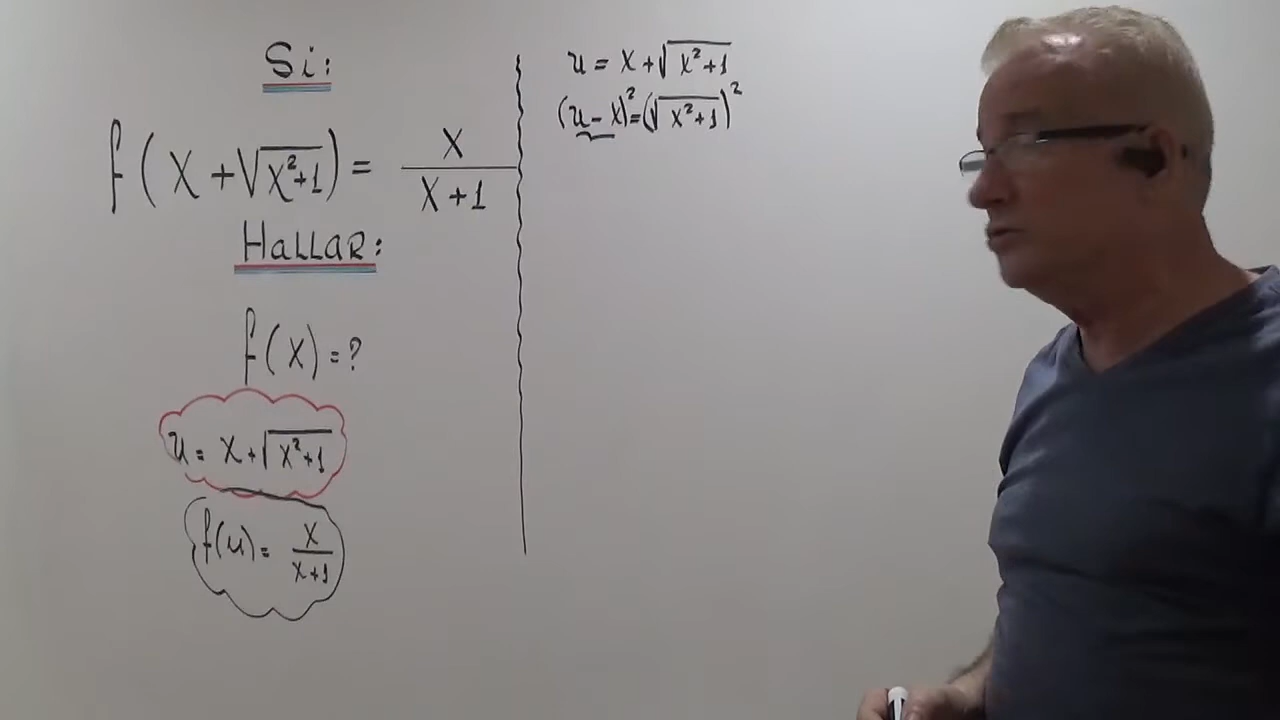 Si:
f(x+√(x²+1)) = x/(x+1)
HaLLAR:
f(x)=?
u= x+√(x²+1)
f(u)= x/(x+1)
u = x+√(x²+1)
(u-x)²=(√(x²+1))²